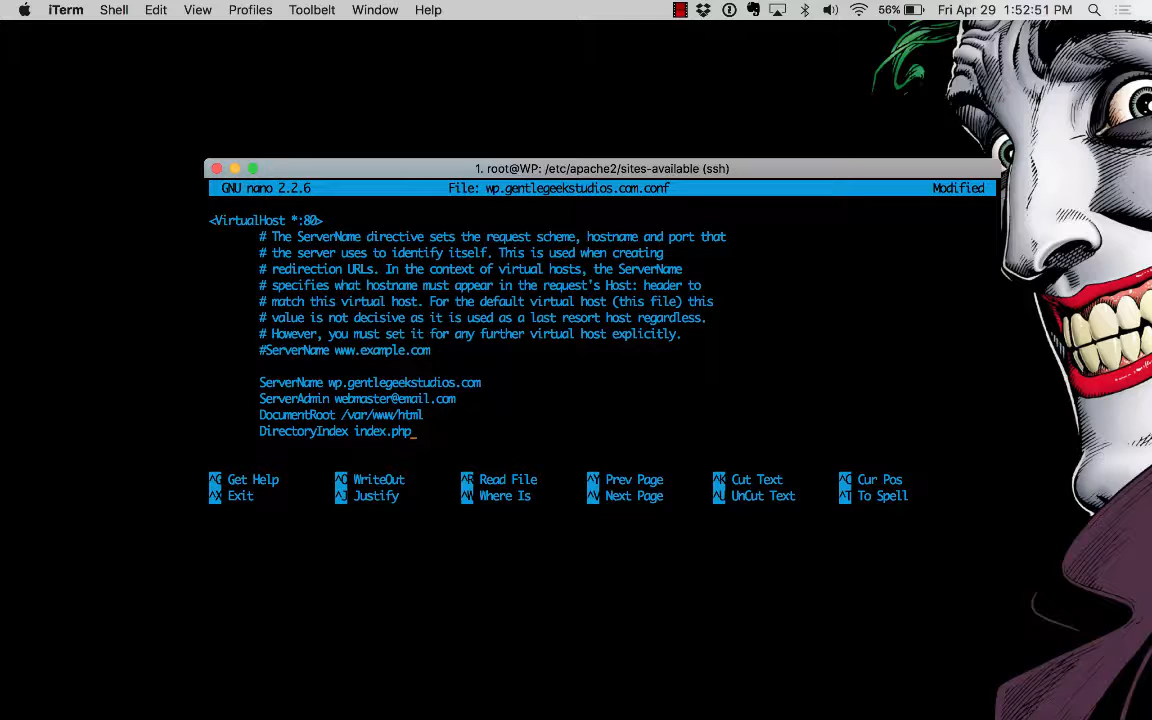 iTerm Shell Edit View Profiles Toolbelt Window Help 56% Fri Apr 29 1:52:51 PM
1. root@WP: /etc/apache2/sites-available (ssh)
GNU nano 2.2.6 File: wp.gentlegeekstudios.com.conf Modified
<VirtualHost *:80>
# The ServerName directive sets the request scheme, hostname and port that
# the server uses to identify itself. This is used when creating
# redirection URLs. In the context of virtual hosts, the ServerName
# specifies what hostname must appear in the request's Host: header to
# match this virtual host. For the default virtual host (this file) this
# value is not decisive as it is used as a last resort host regardless.
# However, you must set it for any further virtual host explicitly.
#ServerName www.example.com
ServerName wp.gentlegeekstudios.com
ServerAdmin webmaster@email.com
DocumentRoot /var/www/html
DirectoryIndex index.php
^G Get Help ^O WriteOut ^R Read File ^Y Prev Page ^K Cut Text ^C Cur Pos
^X Exit ^J Justify ^W Where Is ^V Next Page ^U UnCut Text ^T To Spell